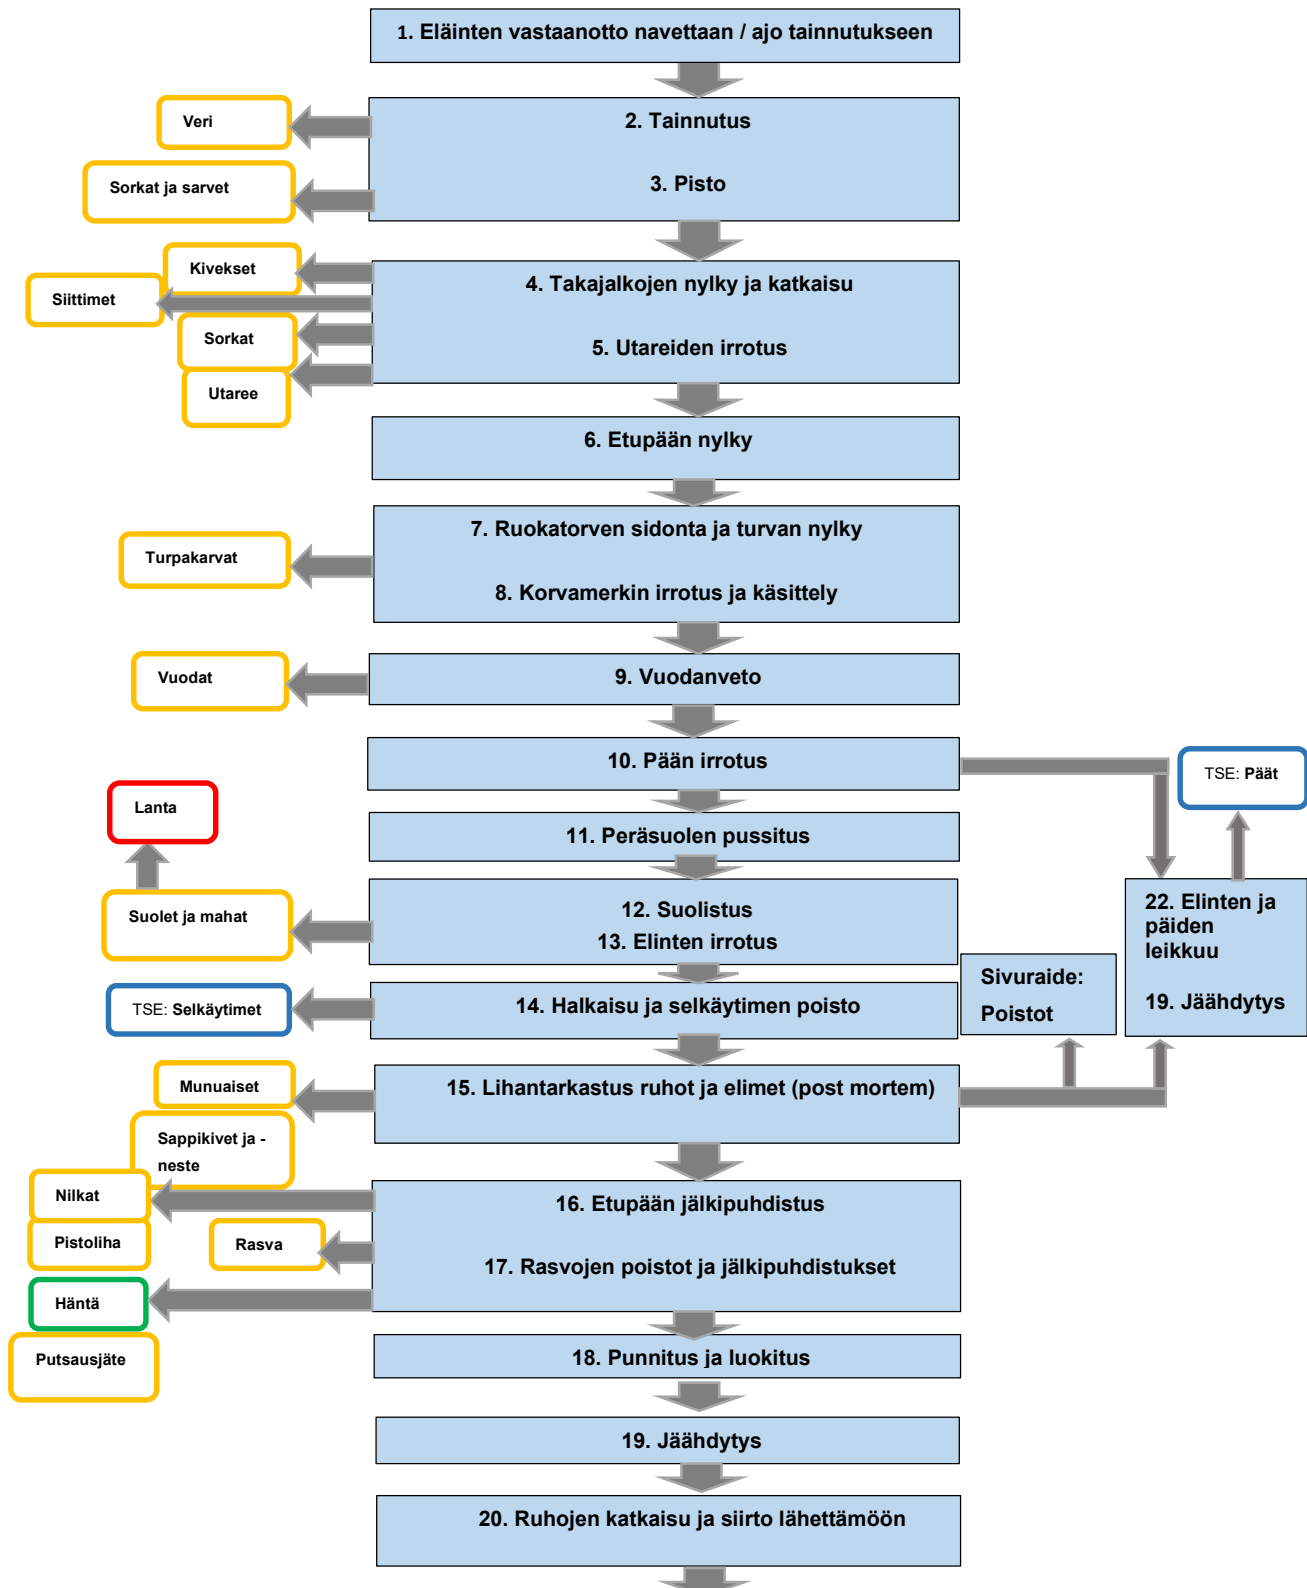 1. Eläinten vastaanotto navettaan / ajo tainnutukseen
Veri
2. Tainnutus
Sorkat ja sarvet
3. Pisto
Kivekset
Siittimet
4. Takajalkojen nylky ja katkaisu
Sorkat
5. Utareiden irrotus
Utaree
6. Etupään nylky
7. Ruokatorven sidonta ja turvan nylky
Turpakarvat
8. Korvamerkin irrotus ja käsittely
Vuodat
9. Vuodanveto
10. Pään irrotus
TSE: Päät
Lanta
11. Peräsuolen pussitus
Suolet ja mahat
12. Suolistus
13. Elinten irrotus
22. Elinten ja
päiden
leikkuu
19. Jäähdytys
Sivuraide:
Poistot
TSE: Selkäytimet
14. Halkaisu ja selkäytimen poisto
Munuaiset
15. Lihantarkastus ruhot ja elimet (post mortem)
Sappikivet ja -
neste
Nilkat
16. Etupään jälkipuhdistus
Pistoliha
Rasva
17. Rasvojen poistot ja jälkipuhdistukset
Häntä
Putsausjäte
18. Punnitus ja luokitus
19. Jäähdytys
20. Ruhojen katkaisu ja siirto lähettämöön